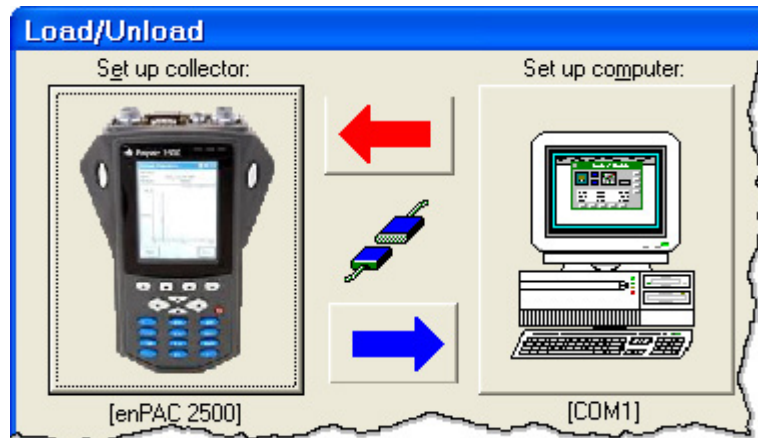 Load/Unload
Set up collector:
Set up computer:
[enPAC 2500]
[COM1]